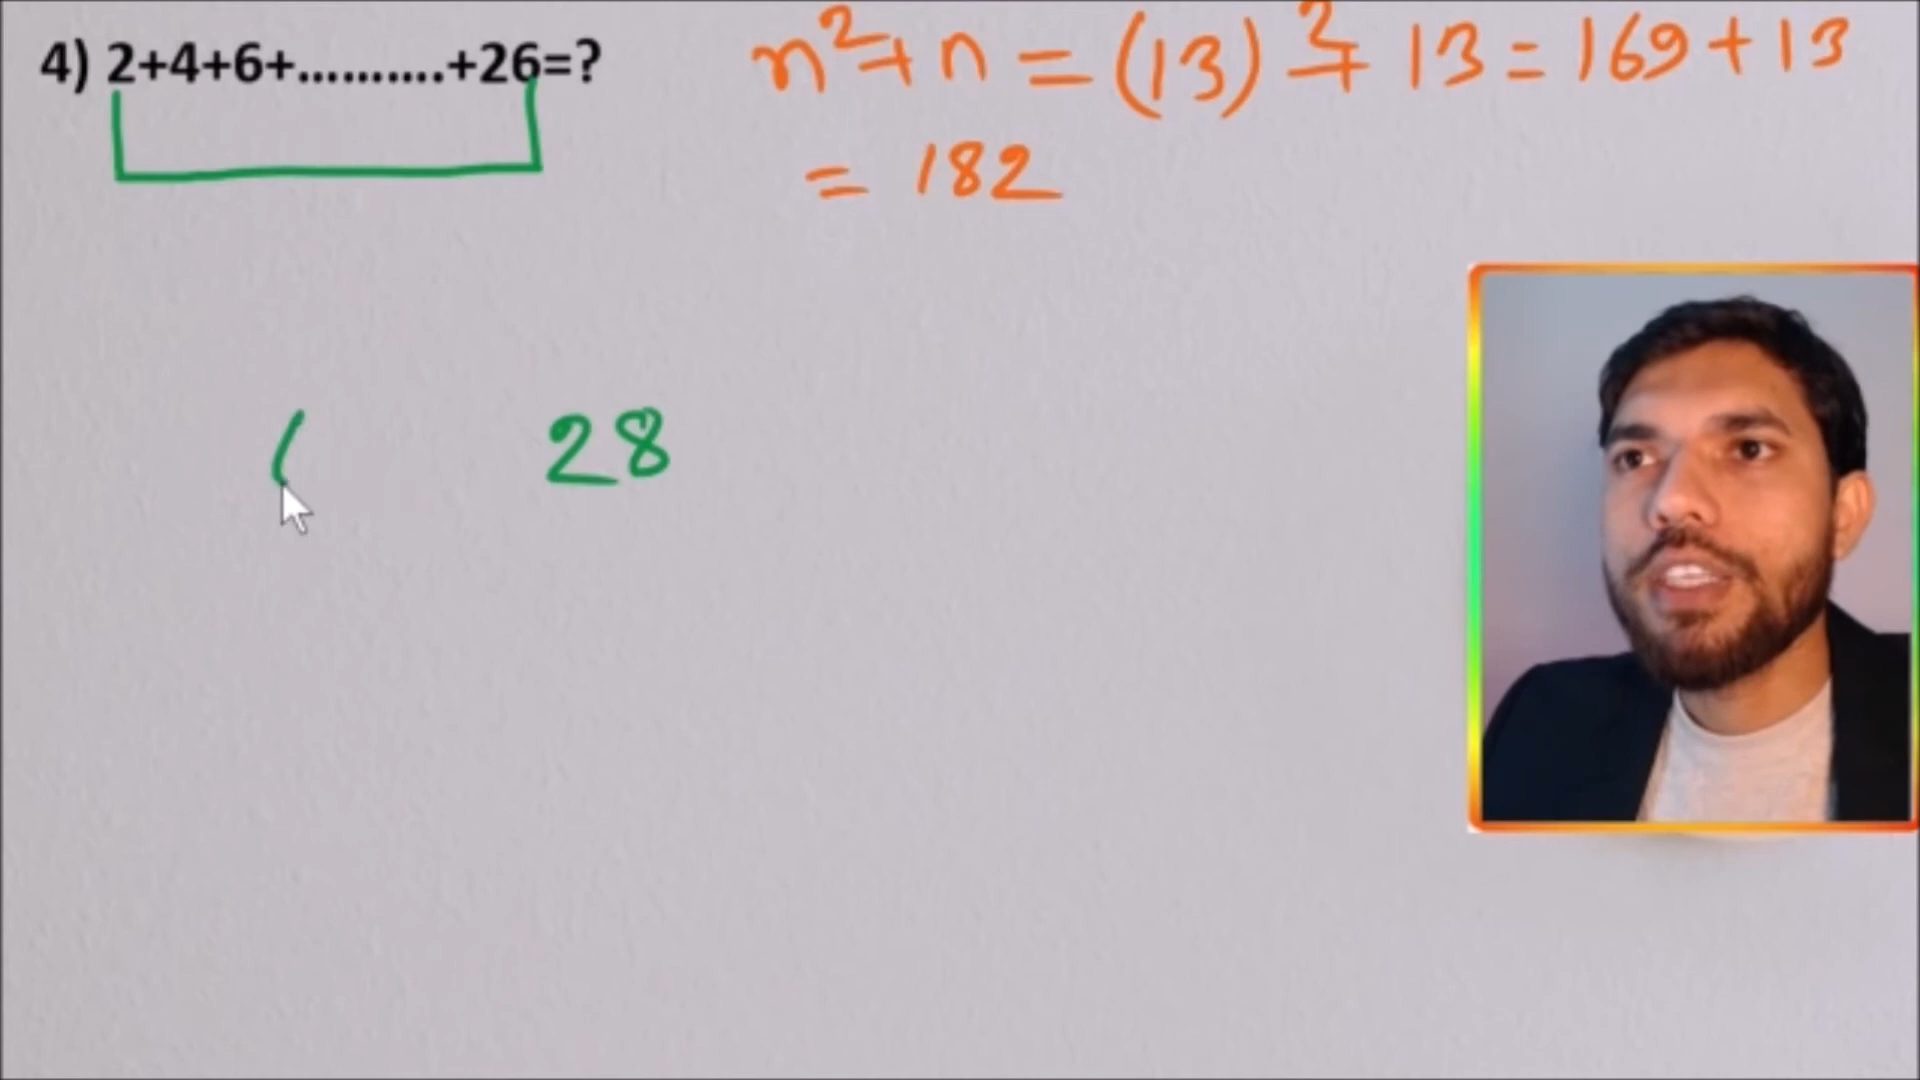 4) 2+4+6+..........+26=?
n²+n = (13)²+ 13 = 169 + 13
= 182
( 28